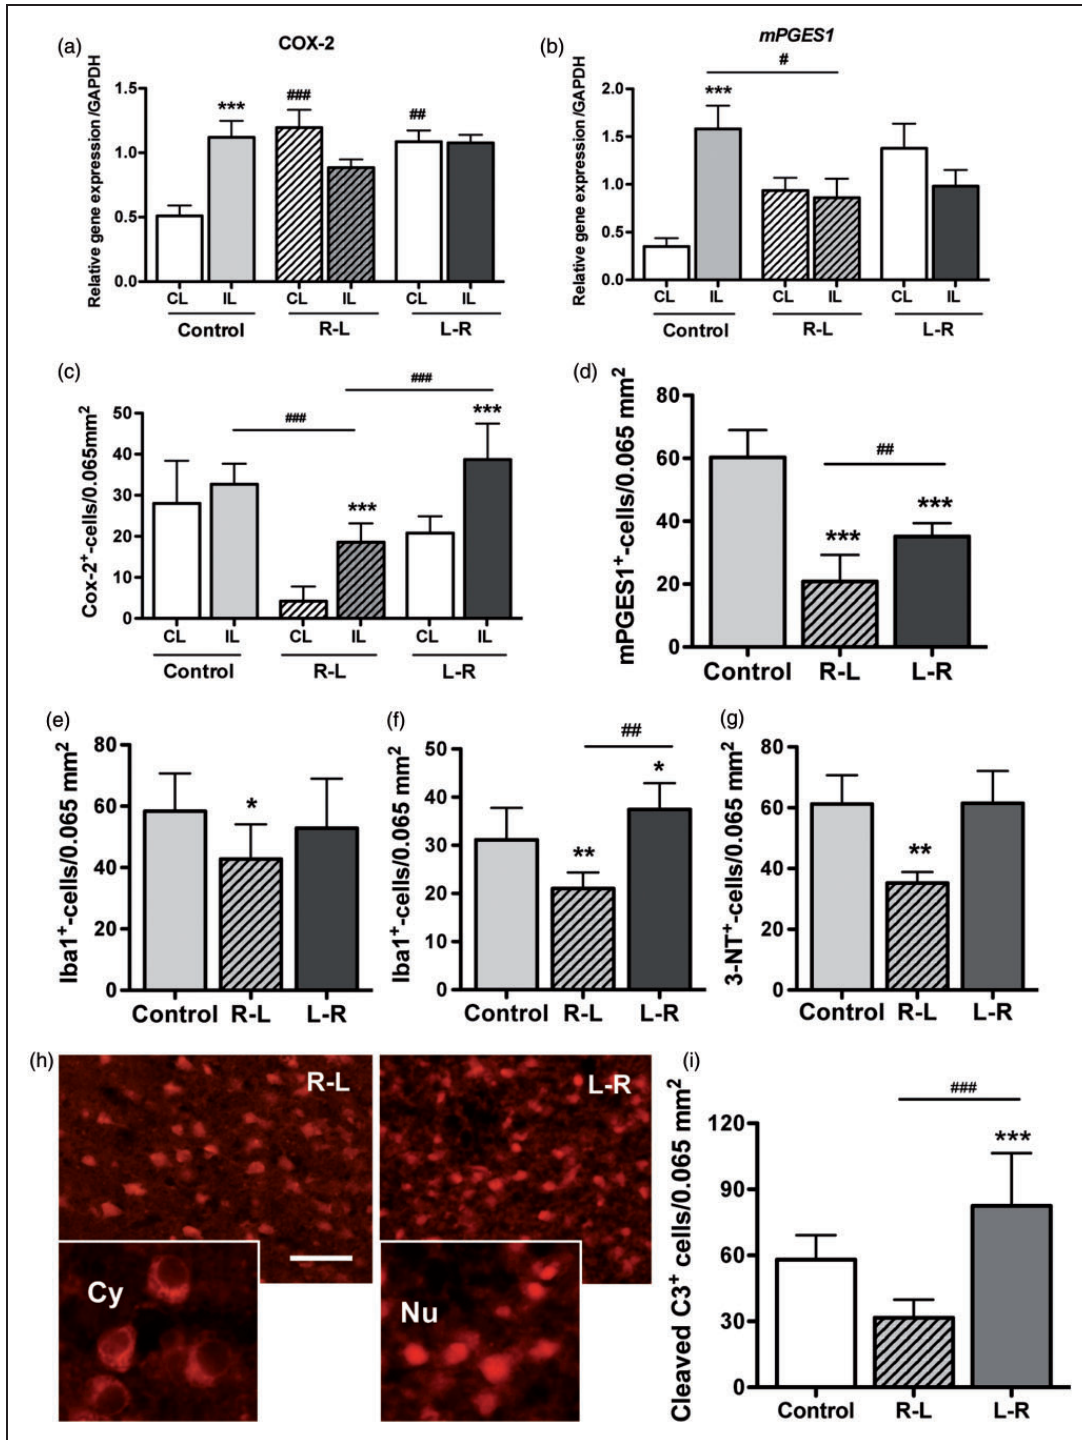 (a)
COX-2
Relative gene expression/GAPDH
1.5
1.0
0.5
0.0
***
###
##
CL IL CL IL CL IL
Control R-L L-R
(b)
mPGES1
Relative gene expression/GAPDH
2.0
1.5
1.0
0.5
0.0
***
#
CL IL CL IL CL IL
Control R-L L-R
(c)
Cox-2+-cells/0.065mm2
50
40
30
20
10
0
###
###
***
***
CL IL CL IL CL IL
Control R-L L-R
(d)
mPGES1+-cells/0.065 mm2
60
40
20
0
##
***
***
Control R-L L-R
(e)
Iba1+-cells/0.065 mm2
80
60
40
20
0
*
Control R-L L-R
(f)
Iba1+-cells/0.065 mm2
50
40
30
20
10
0
##
**
*
Control R-L L-R
(g)
3-NT+-cells/0.065 mm2
80
60
40
20
0
**
Control R-L L-R
(h)
R-L
L-R
Cy
Nu
(i)
Cleaved C3+ cells/0.065 mm2
120
90
60
30
0
###
***
Control R-L L-R